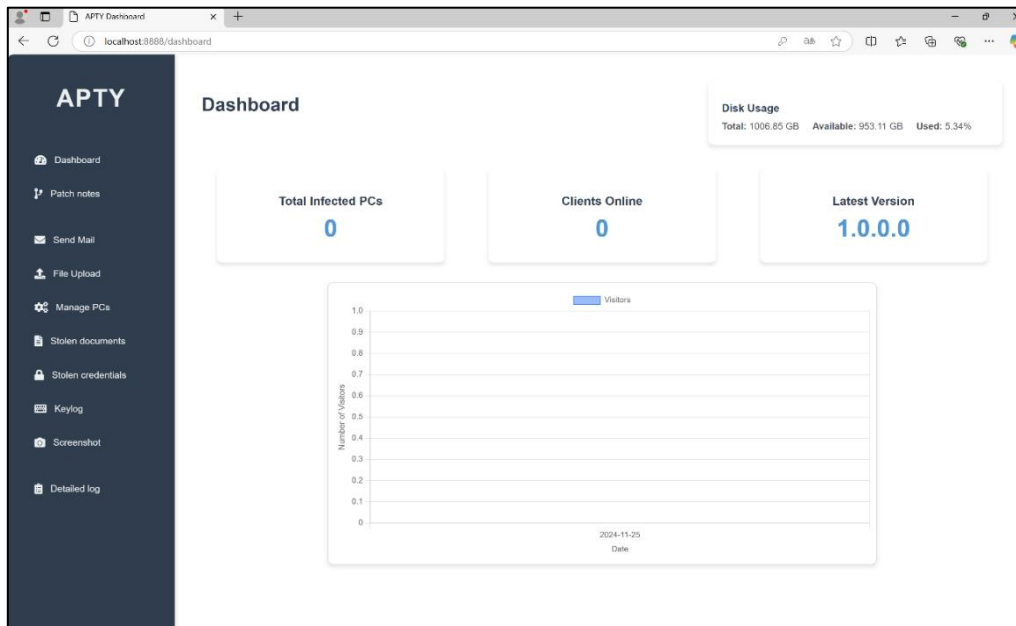 APTY Dashboard
localhost:8888/dashboard
APTY
Dashboard
Patch notes
Send Mail
File Upload
Manage PCs
Stolen documents
Stolen credentials
Keylog
Screenshot
Detailed log
Dashboard
Disk Usage
Total: 1006.85 GB Available: 953.11 GB Used: 5.34%
Total Infected PCs
0
Clients Online
0
Latest Version
1.0.0.0
Visitors
Number of Visitors
1.0
0.9
0.8
0.7
0.6
0.5
0.4
0.3
0.2
0.1
0
2024-11-25
Date